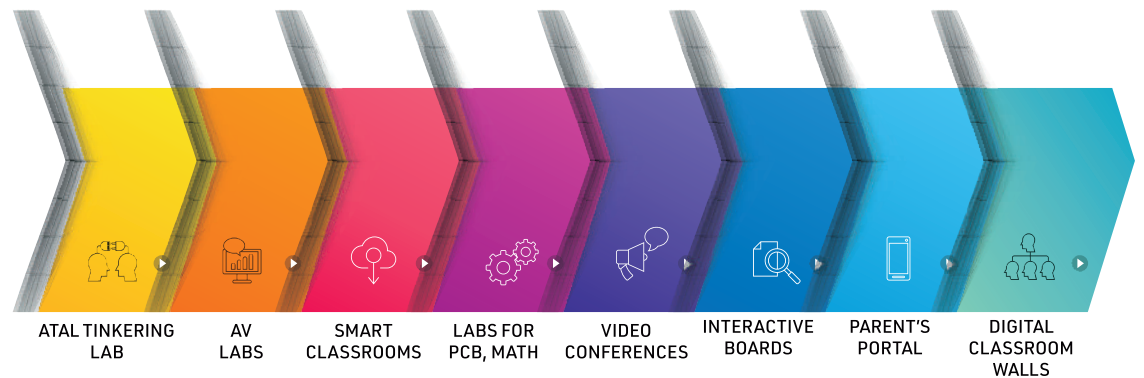 ATAL TINKERING
LAB
AV
LABS
SMART
CLASSROOMS
LABS FOR
PCB, MATH
VIDEO
CONFERENCES
INTERACTIVE
BOARDS
PARENT'S
PORTAL
DIGITAL
CLASSROOM
WALLS